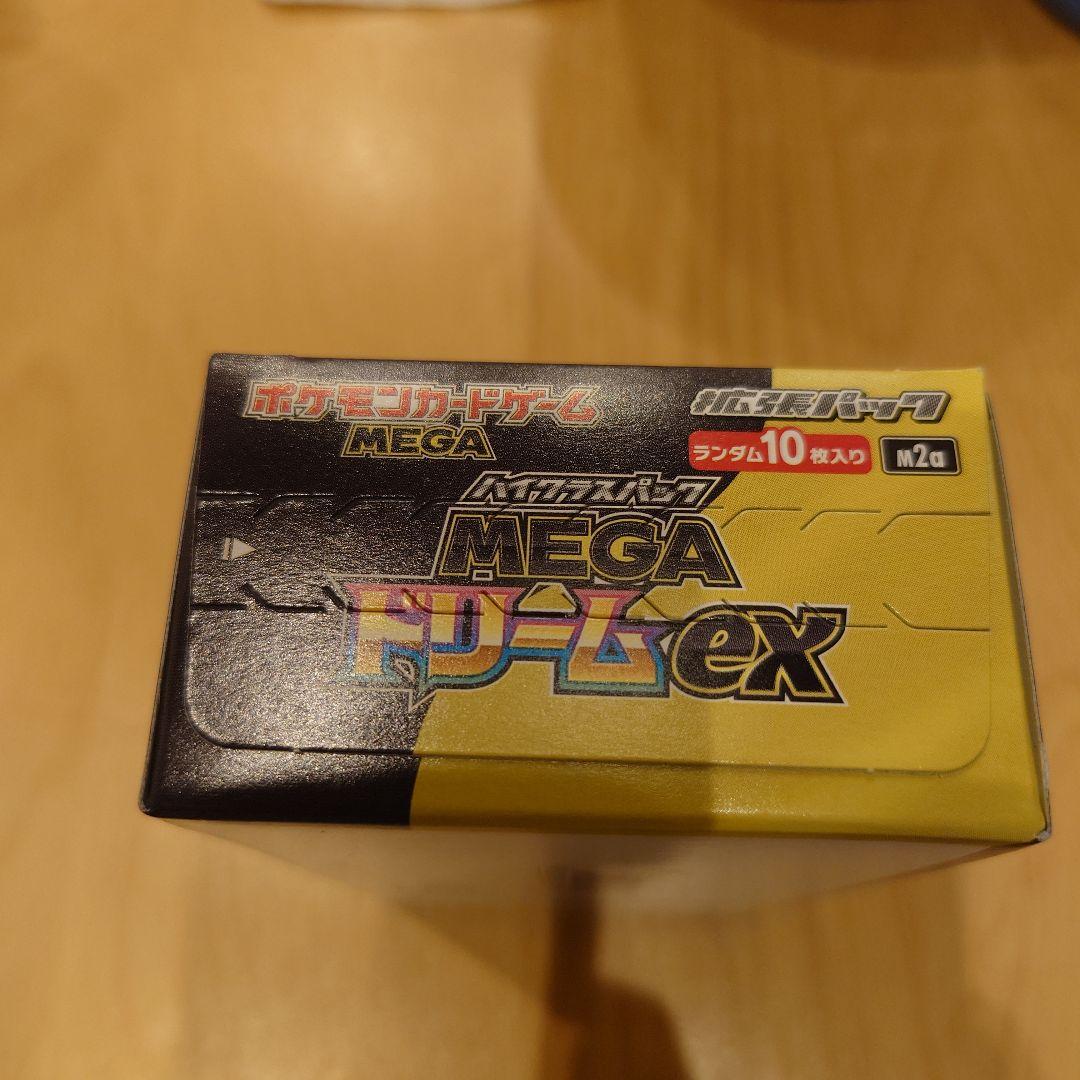 ポケモンカードゲーム
MEGA
拡張パック
ランダム10枚入り
M2a
ハイクラスパック
MEGA
ドリームex